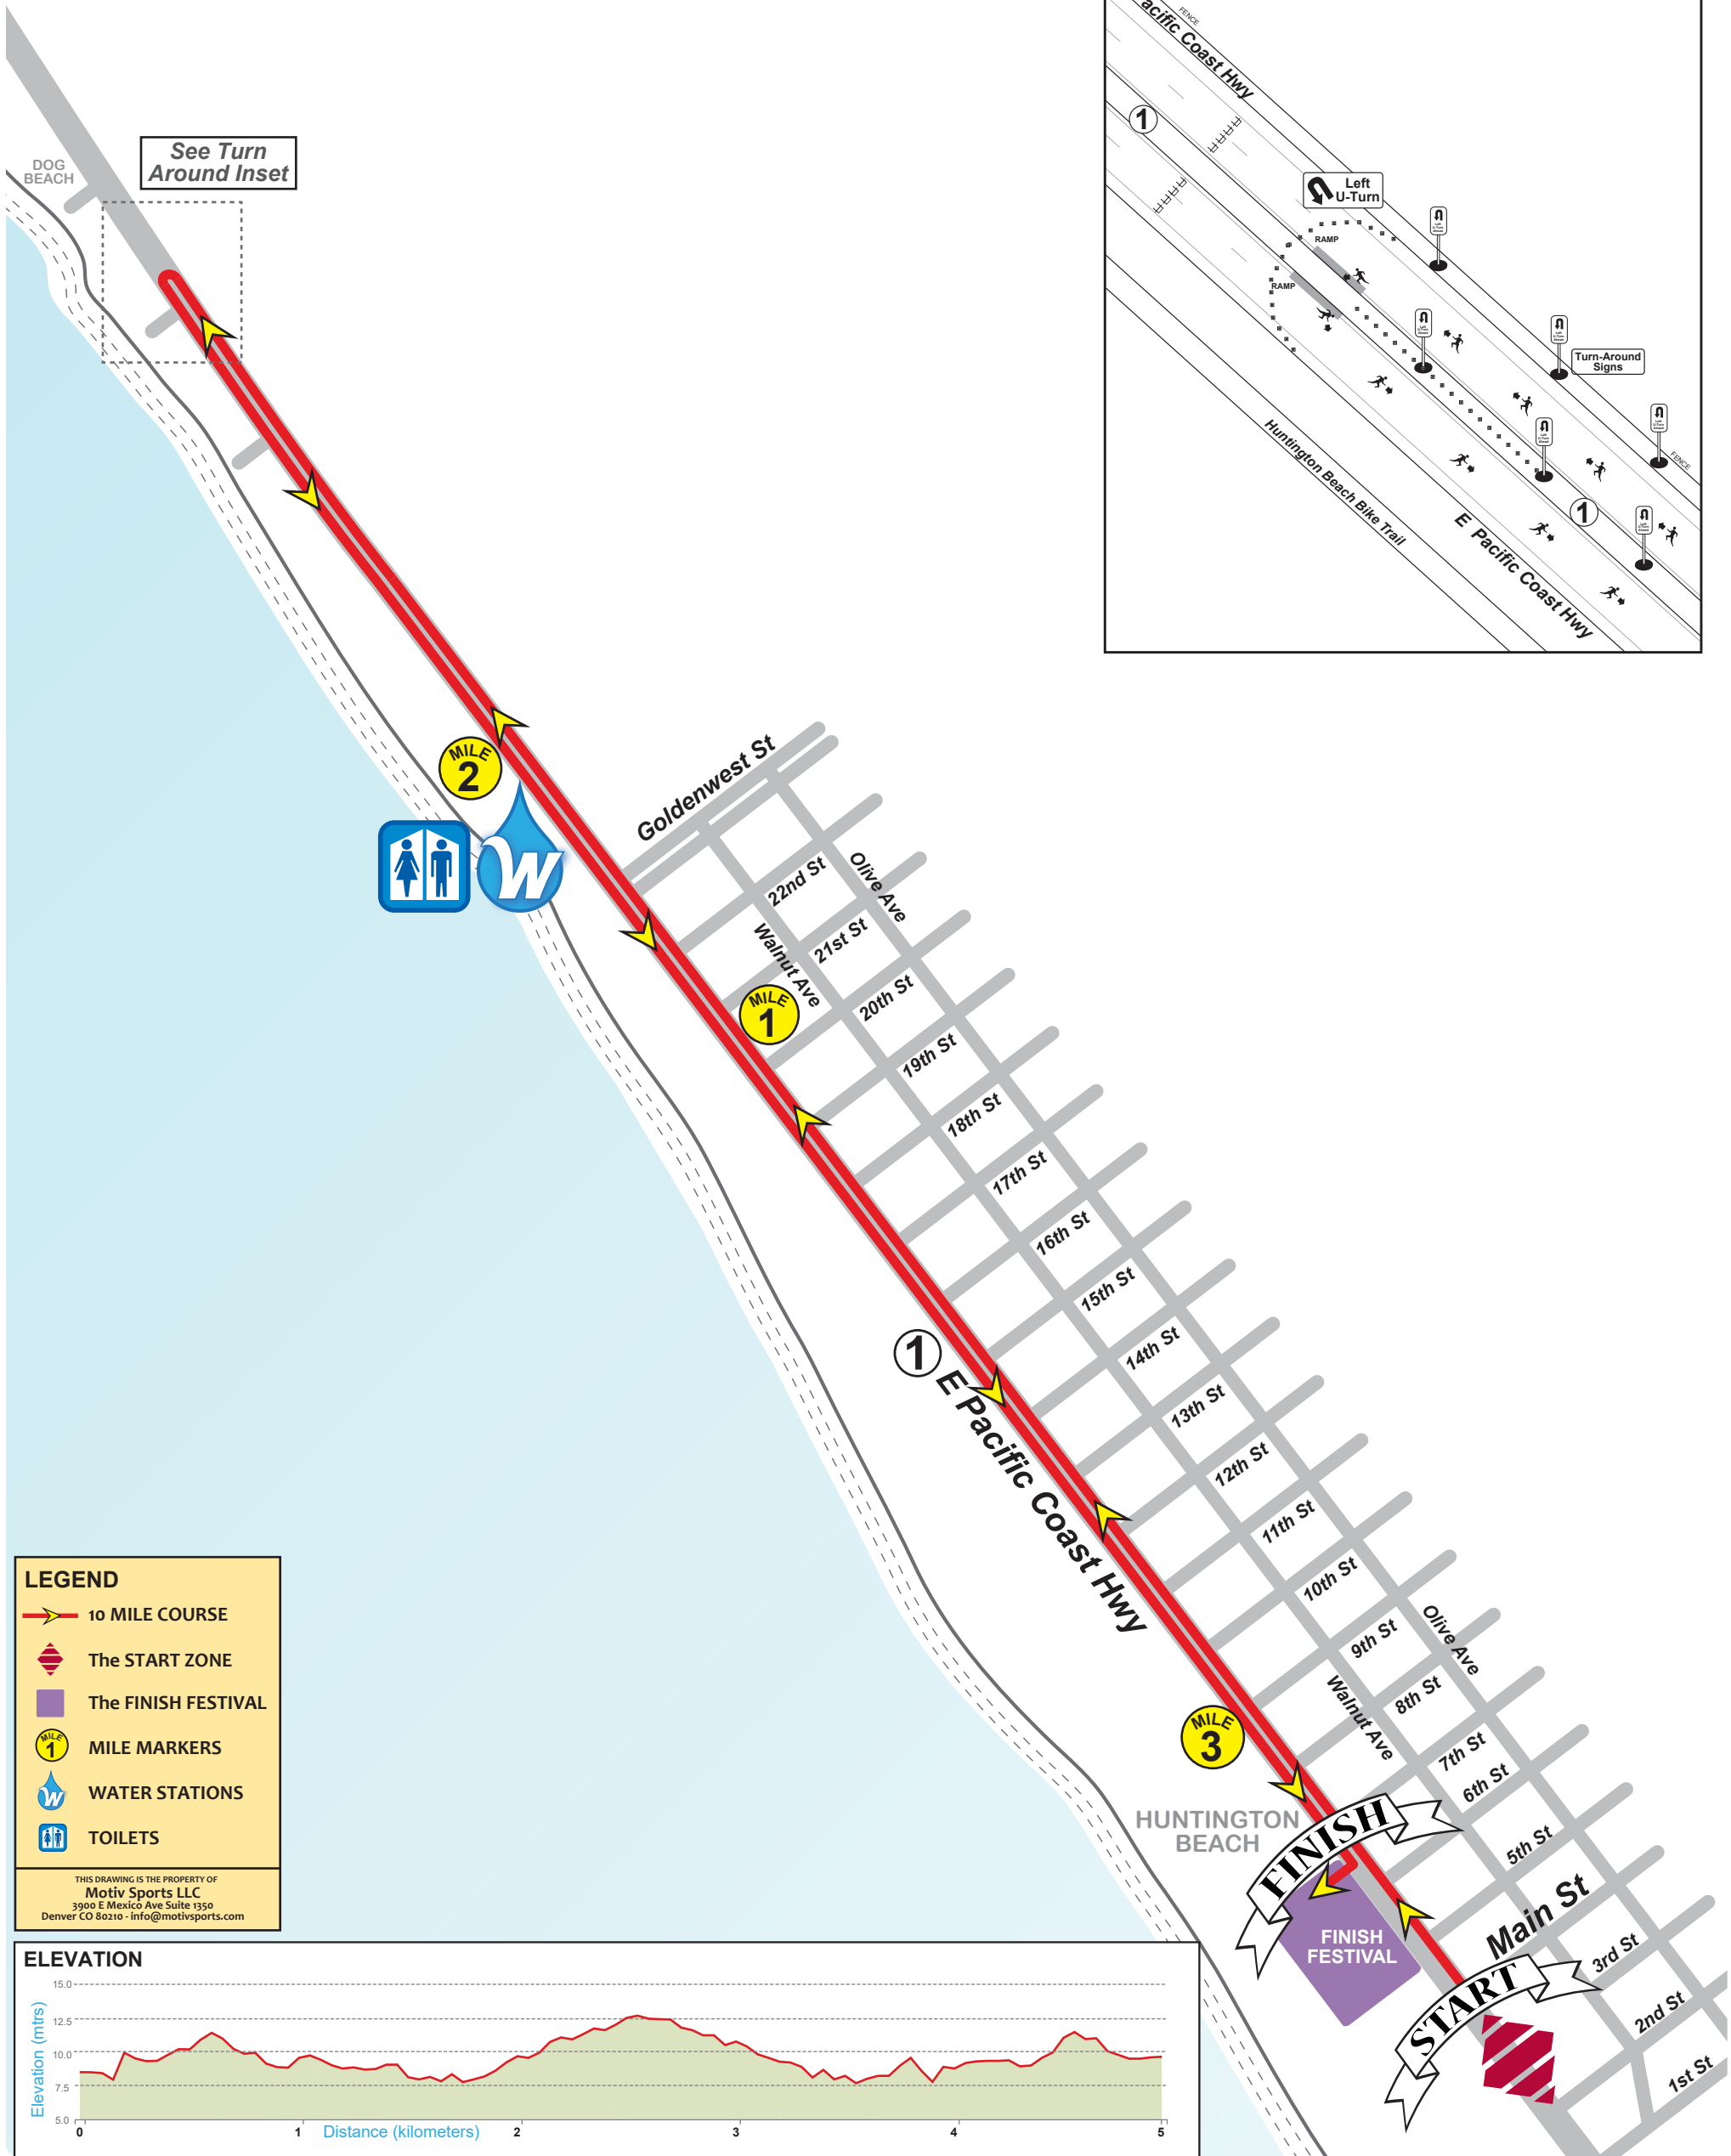 DOG
BEACH
See Turn
Around Inset
acific Coast Hwy
FENCE
1
Left
U-Turn
RAMP
RAMP
Turn-Around
Signs
FENCE
1
Huntington Beach Bike Trail
E Pacific Coast Hwy
MILE
2
W
Goldenwest St
22nd St
Olive Ave
Walnut Ave
21st St
20th St
MILE
1
19th St
18th St
17th St
16th St
15th St
14th St
13th St
12th St
11th St
10th St
9th St
8th St
7th St
6th St
5th St
Main St
3rd St
2nd St
1st St
Olive Ave
Walnut Ave
1
E Pacific Coast Hwy
MILE
3
HUNTINGTON
BEACH
FINISH
FINISH
FESTIVAL
START
LEGEND
10 MILE COURSE
The START ZONE
The FINISH FESTIVAL
MILE
1
MILE MARKERS
W
WATER STATIONS
TOILETS
THIS DRAWING IS THE PROPERTY OF
Motiv Sports LLC
3900 E Mexico Ave Suite 1350
Denver CO 80210 - info@motivsports.com
ELEVATION
Elevation (mtrs)
15.0
12.5
10.0
7.5
5.0
0 1 2 3 4 5
Distance (kilometers)